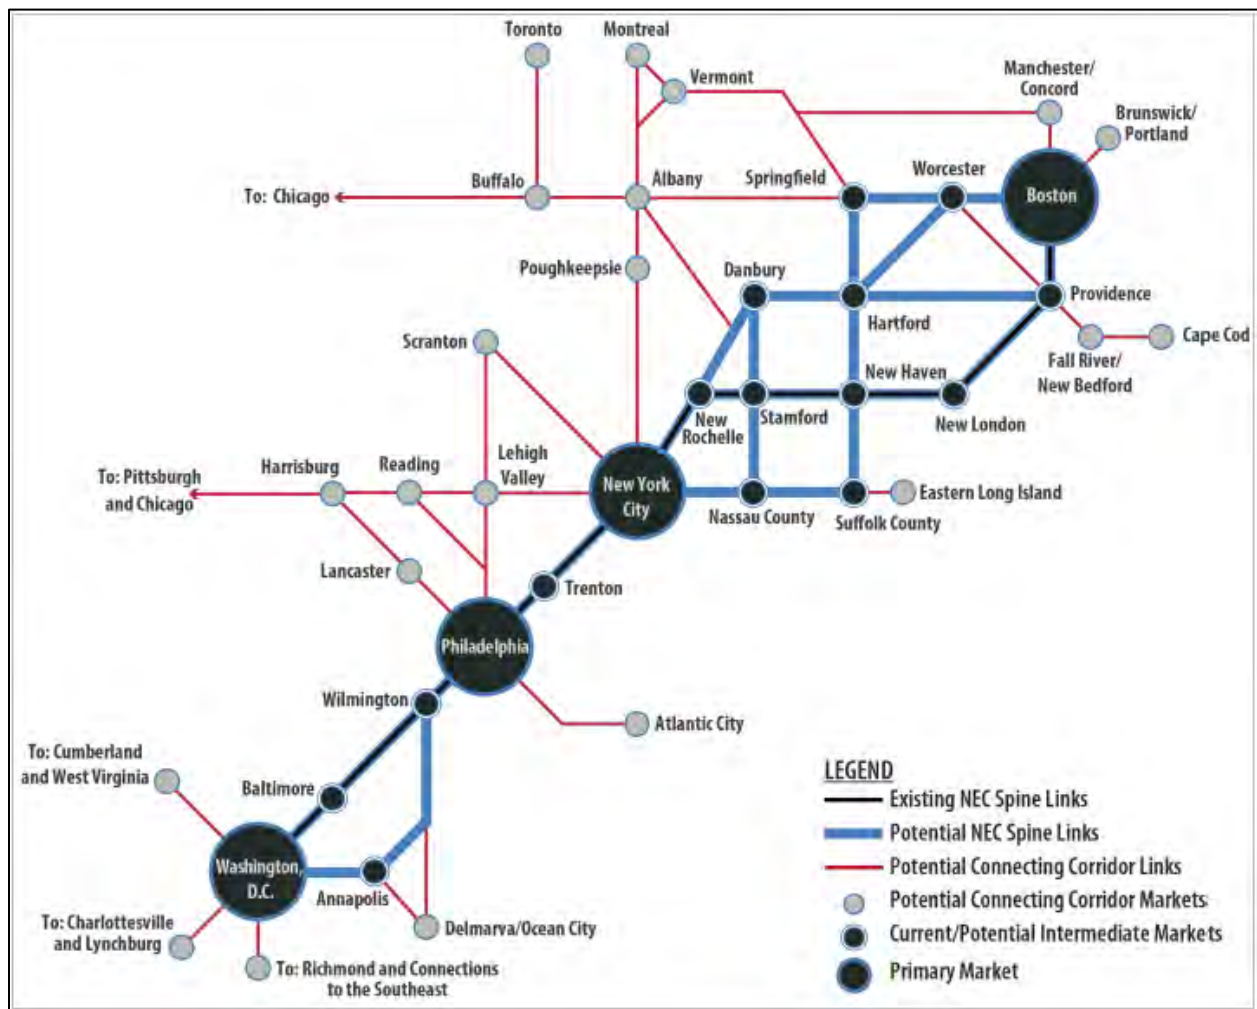 Toronto
Montreal
Vermont
Manchester/
Concord
Brunswick/
Portland
To: Chicago
Buffalo
Albany
Springfield
Worcester
Boston
Poughkeepsie
Danbury
Hartford
Providence
Scranton
New Haven
Fall River/
New Bedford
Cape Cod
New
Rochelle
Stamford
New London
To: Pittsburgh
and Chicago
Harrisburg
Reading
Lehigh
Valley
New York
City
Nassau County
Suffolk County
Eastern Long Island
Lancaster
Trenton
Philadelphia
Wilmington
Atlantic City
To: Cumberland
and West Virginia
Baltimore
Washington,
D.C.
Annapolis
To: Charlottesville
and Lynchburg
Delmarva/Ocean City
To: Richmond and Connections
to the Southeast
LEGEND
Existing NEC Spine Links
Potential NEC Spine Links
Potential Connecting Corridor Links
Potential Connecting Corridor Markets
Current/Potential Intermediate Markets
Primary Market